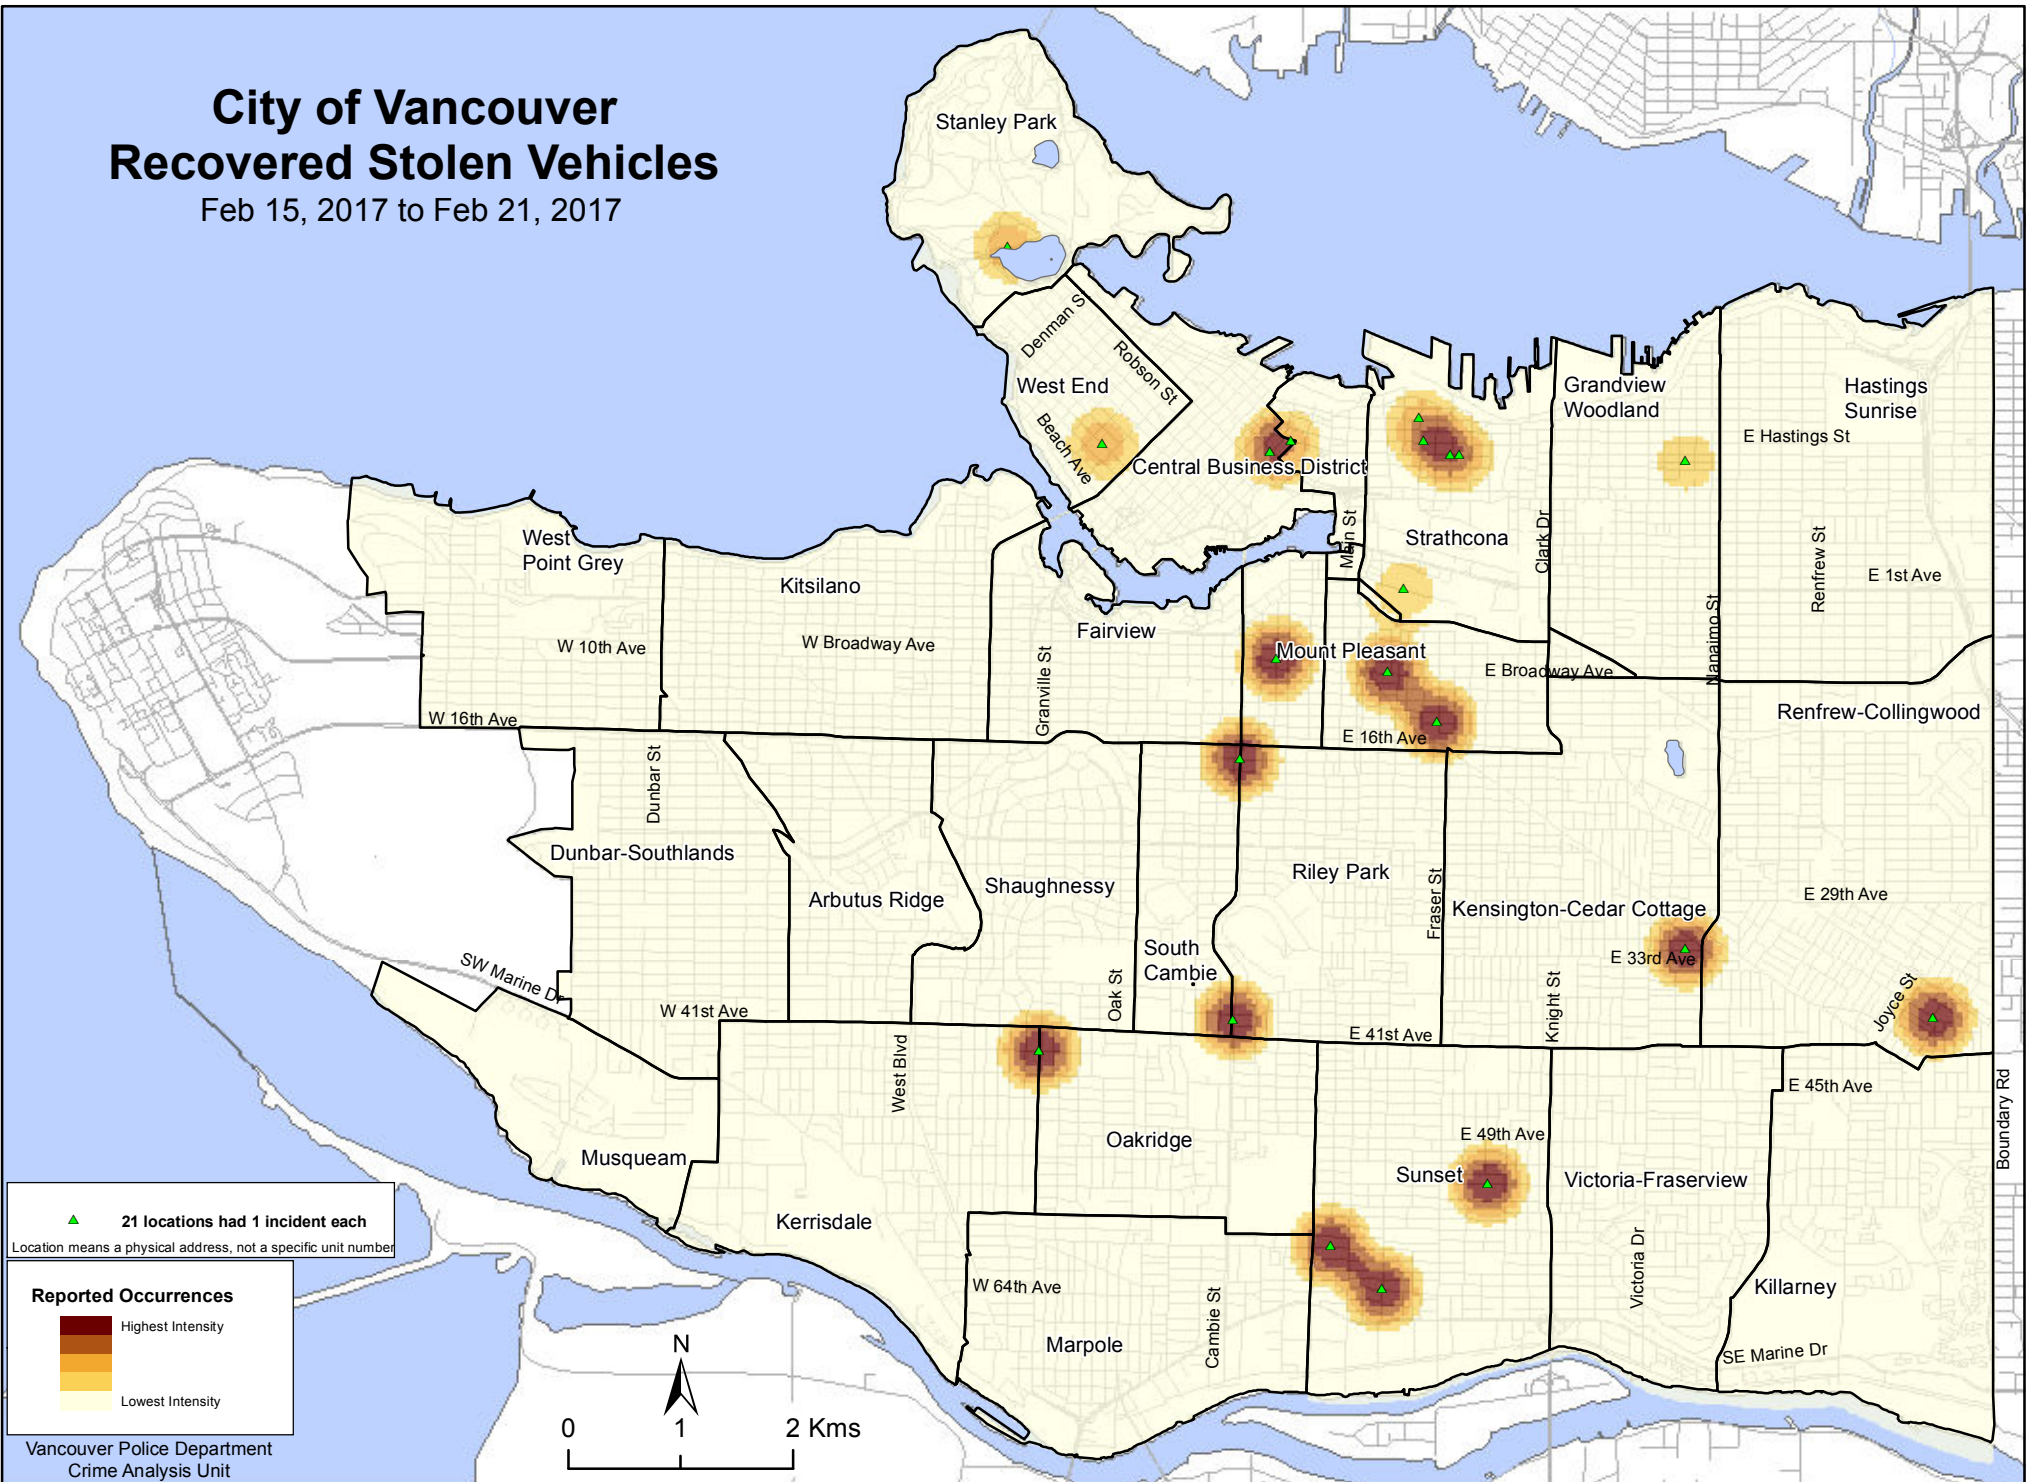 City of Vancouver
Recovered Stolen Vehicles
Feb 15, 2017 to Feb 21, 2017
Stanley Park
Denman S
Robson St
West End
Beach Ave
Central Business District
Grandview
Woodland
Hastings
Sunrise
E Hastings St
Main St
Strathcona
Clark Dr
Renfrew St
E 1st Ave
Nanaimo St
West
Point Grey
Kitsilano
Fairview
W 10th Ave
W Broadway Ave
Granville St
Mount Pleasant
E Broadway Ave
W 16th Ave
E 16th Ave
Renfrew-Collingwood
Dunbar St
Dunbar-Southlands
Arbutus Ridge
Shaughnessy
Riley Park
Fraser St
Kensington-Cedar Cottage
E 29th Ave
South
Cambie
E 33rd Ave
SW Marine Dr
W 41st Ave
Oak St
E 41st Ave
Knight St
Joyce St
West Blvd
E 45th Ave
Boundary Rd
Musqueam
Oakridge
E 49th Ave
Sunset
Victoria-Fraserview
Kerrisdale
Victoria Dr
W 64th Ave
Cambie St
Killarney
Marpole
SE Marine Dr
21 locations had 1 incident each
Location means a physical address, not a specific unit number
Reported Occurrences
Highest Intensity
Lowest Intensity
Vancouver Police Department
Crime Analysis Unit
N
0 1 2 Kms